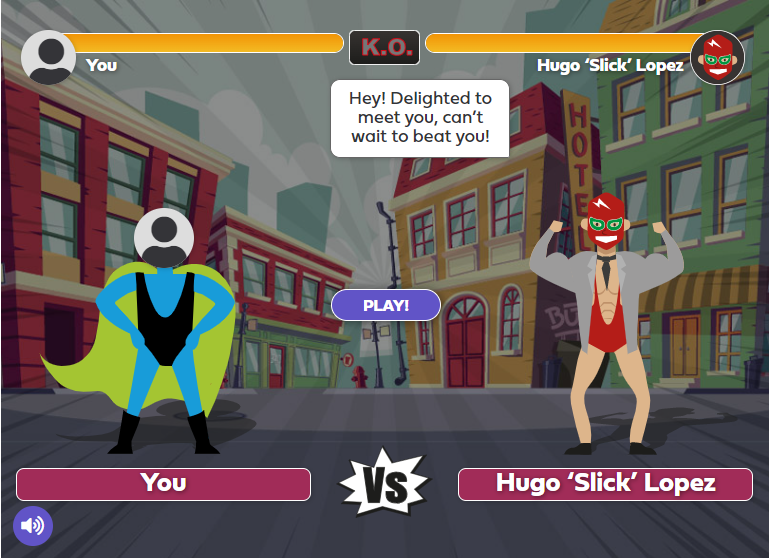 K.O.
You
Hugo ‘Slick’ Lopez
Hey! Delighted to
meet you, can’t
wait to beat you!
HOTE
PLAY!
You
VS
Hugo ‘Slick’ Lopez